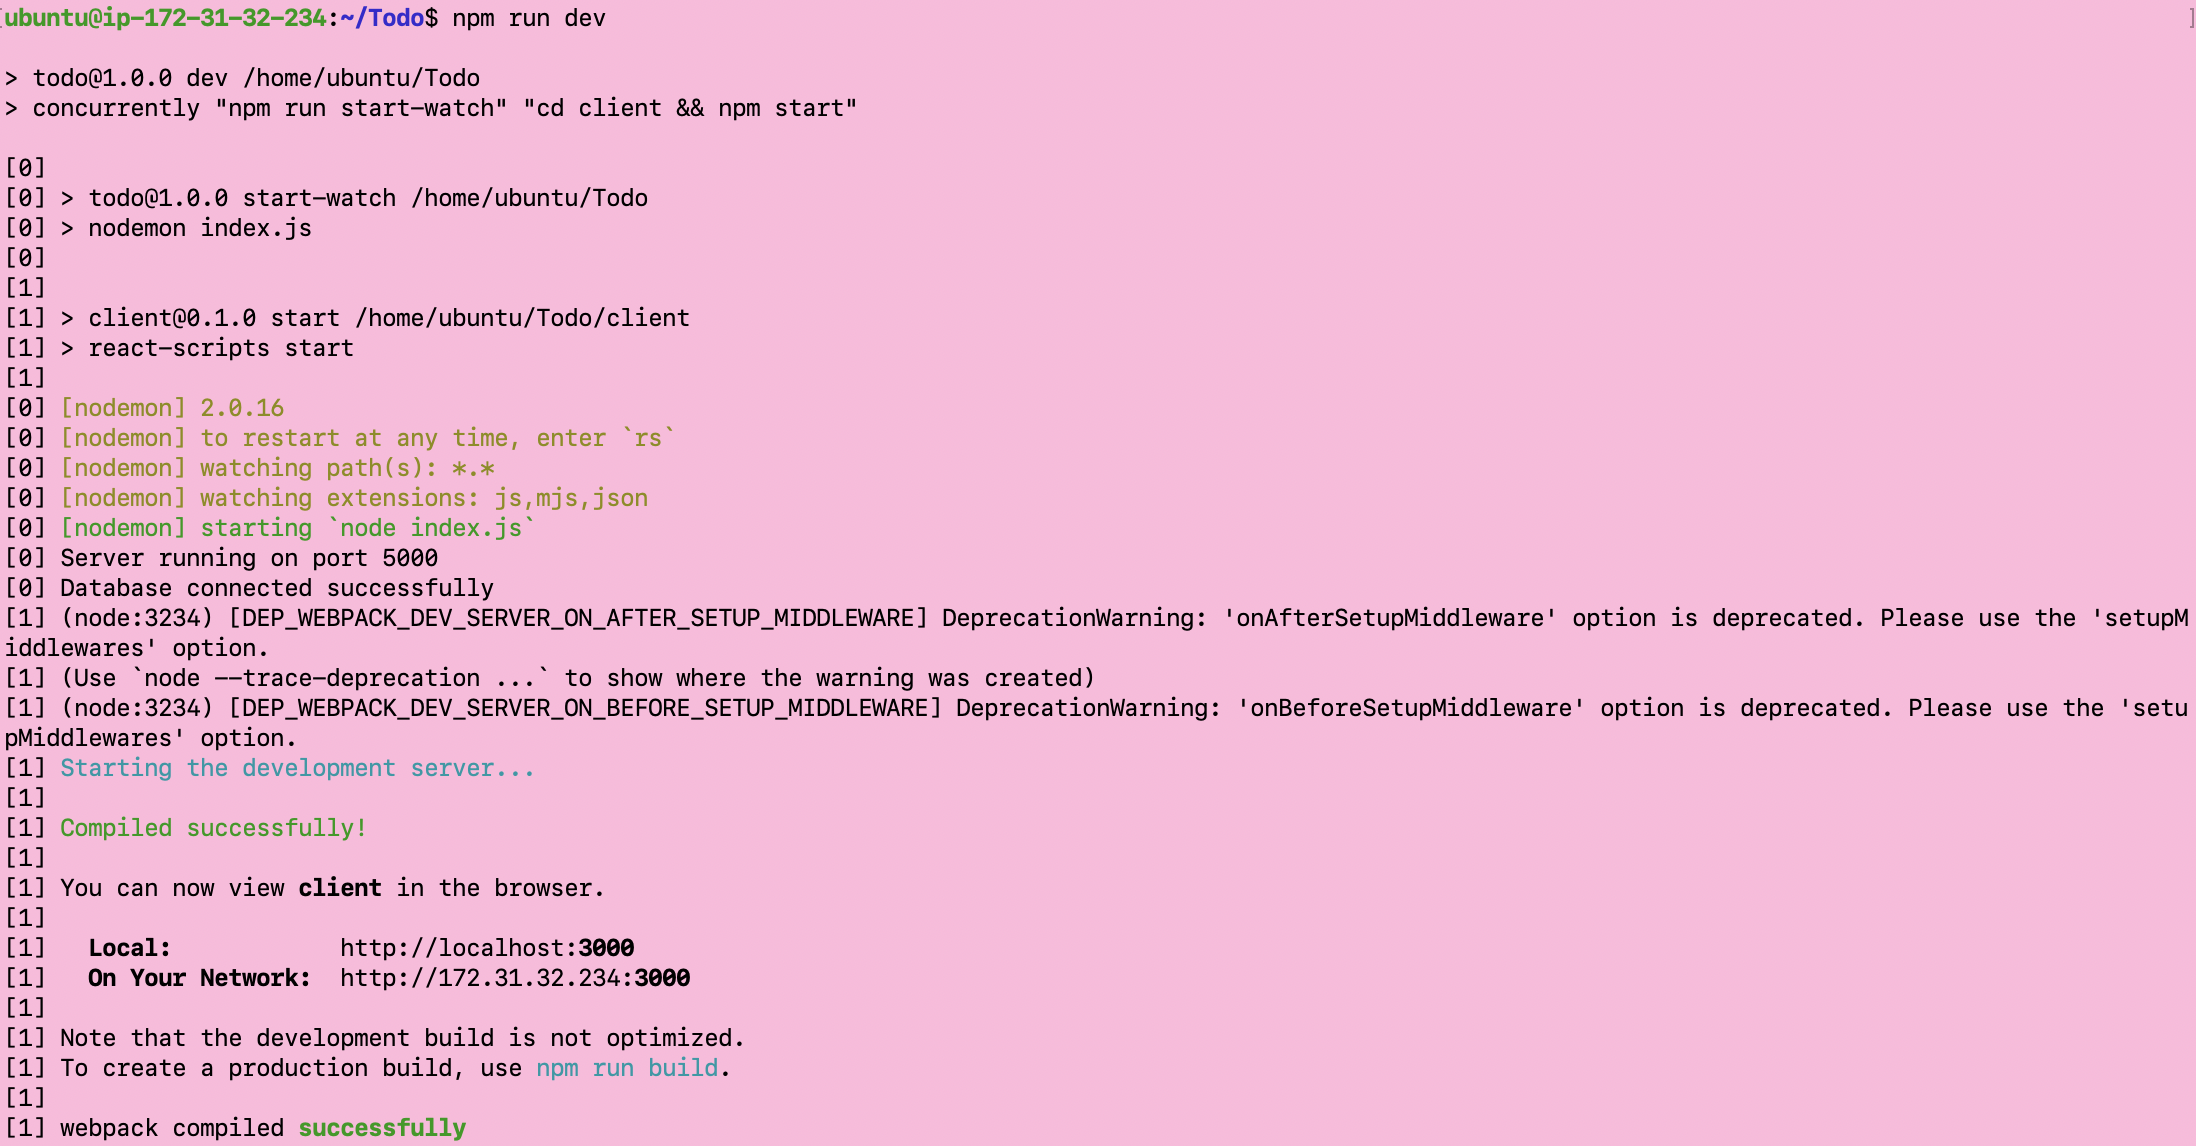 ubuntu@ip-172-31-32-234:~/Todo$ npm run dev
> todo@1.0.0 dev /home/ubuntu/Todo
> concurrently "npm run start-watch" "cd client && npm start"
[0]
[0] > todo@1.0.0 start-watch /home/ubuntu/Todo
[0] > nodemon index.js
[0]
[1]
[1] > client@0.1.0 start /home/ubuntu/Todo/client
[1] > react-scripts start
[1]
[0] [nodemon] 2.0.16
[0] [nodemon] to restart at any time, enter `rs`
[0] [nodemon] watching path(s): *.*
[0] [nodemon] watching extensions: js,mjs,json
[0] [nodemon] starting `node index.js`
[0] Server running on port 5000
[0] Database connected successfully
[1] (node:3234) [DEP_WEBPACK_DEV_SERVER_ON_AFTER_SETUP_MIDDLEWARE] DeprecationWarning: 'onAfterSetupMiddleware' option is deprecated. Please use the 'setupM
iddlewares' option.
[1] (Use `node --trace-deprecation ...` to show where the warning was created)
[1] (node:3234) [DEP_WEBPACK_DEV_SERVER_ON_BEFORE_SETUP_MIDDLEWARE] DeprecationWarning: 'onBeforeSetupMiddleware' option is deprecated. Please use the 'setu
pMiddlewares' option.
[1] Starting the development server...
[1]
[1] Compiled successfully!
[1]
[1] You can now view client in the browser.
[1]
[1]   Local:            http://localhost:3000
[1]   On Your Network:  http://172.31.32.234:3000
[1]
[1] Note that the development build is not optimized.
[1] To create a production build, use npm run build.
[1]
[1] webpack compiled successfully